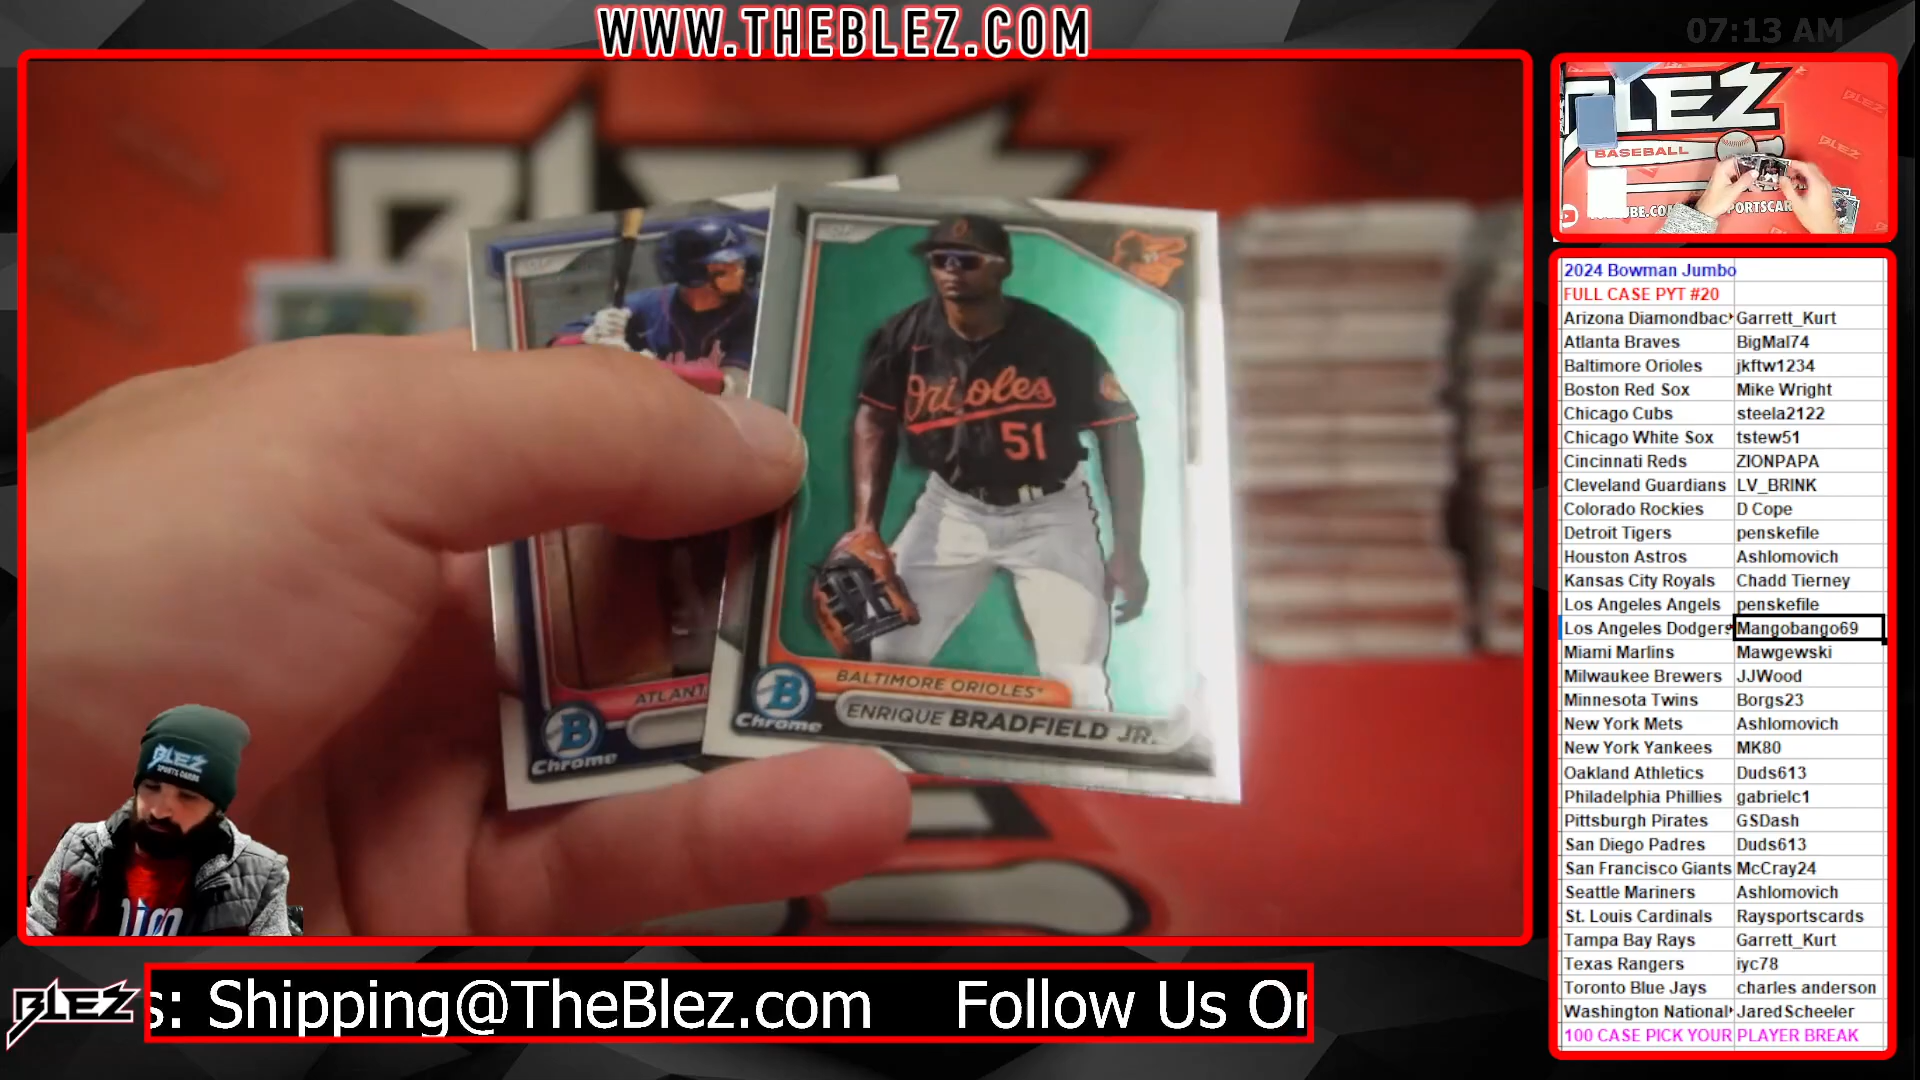 WWW.THEBLEZ.COM
07:13 AM
Orioles
51
BALTIMORE ORIOLES
ENRIQUE BRADFIELD JR.
B
Chrome
ATLANT
B
Chrome
BLEZ
BASEBALL
BLEZ
SPORTS CARDS
2024 Bowman Jumbo
FULL CASE PYT #20
Arizona Diamondbac Garrett_Kurt
Atlanta Braves BigMal74
Baltimore Orioles jkftw1234
Boston Red Sox Mike Wright
Chicago Cubs steela2122
Chicago White Sox tstew51
Cincinnati Reds ZIONPAPA
Cleveland Guardians LV_BRINK
Colorado Rockies D Cope
Detroit Tigers penskefile
Houston Astros Ashlomovich
Kansas City Royals Chadd Tierney
Los Angeles Angels penskefile
Los Angeles Dodgers Mangobango69
Miami Marlins Mawgewski
Milwaukee Brewers JJWood
Minnesota Twins Borgs23
New York Mets Ashlomovich
New York Yankees MK80
Oakland Athletics Duds613
Philadelphia Phillies gabrielc1
Pittsburgh Pirates GSDash
San Diego Padres Duds613
San Francisco Giants McCray24
Seattle Mariners Ashlomovich
St. Louis Cardinals Raysportscards
Tampa Bay Rays Garrett_Kurt
Texas Rangers iyc78
Toronto Blue Jays charles anderson
Washington National JaredScheeler
100 CASE PICK YOUR PLAYER BREAK
BLEZ
s: Shipping@TheBlez.com Follow Us On